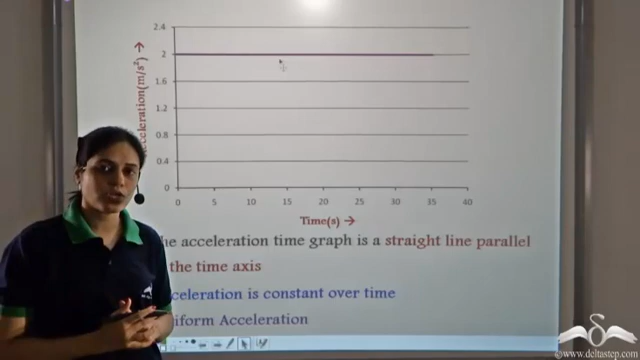 2.4
2
1.6
1.2
0.8
0.4
0
0 5 10 15 20 25 30 35 40
Acceleration(m/s²) →
Time(s) →
acceleration time graph is a straight line parallel
the time axis
celeration is constant over time
iform Acceleration
©www.deltastep.com